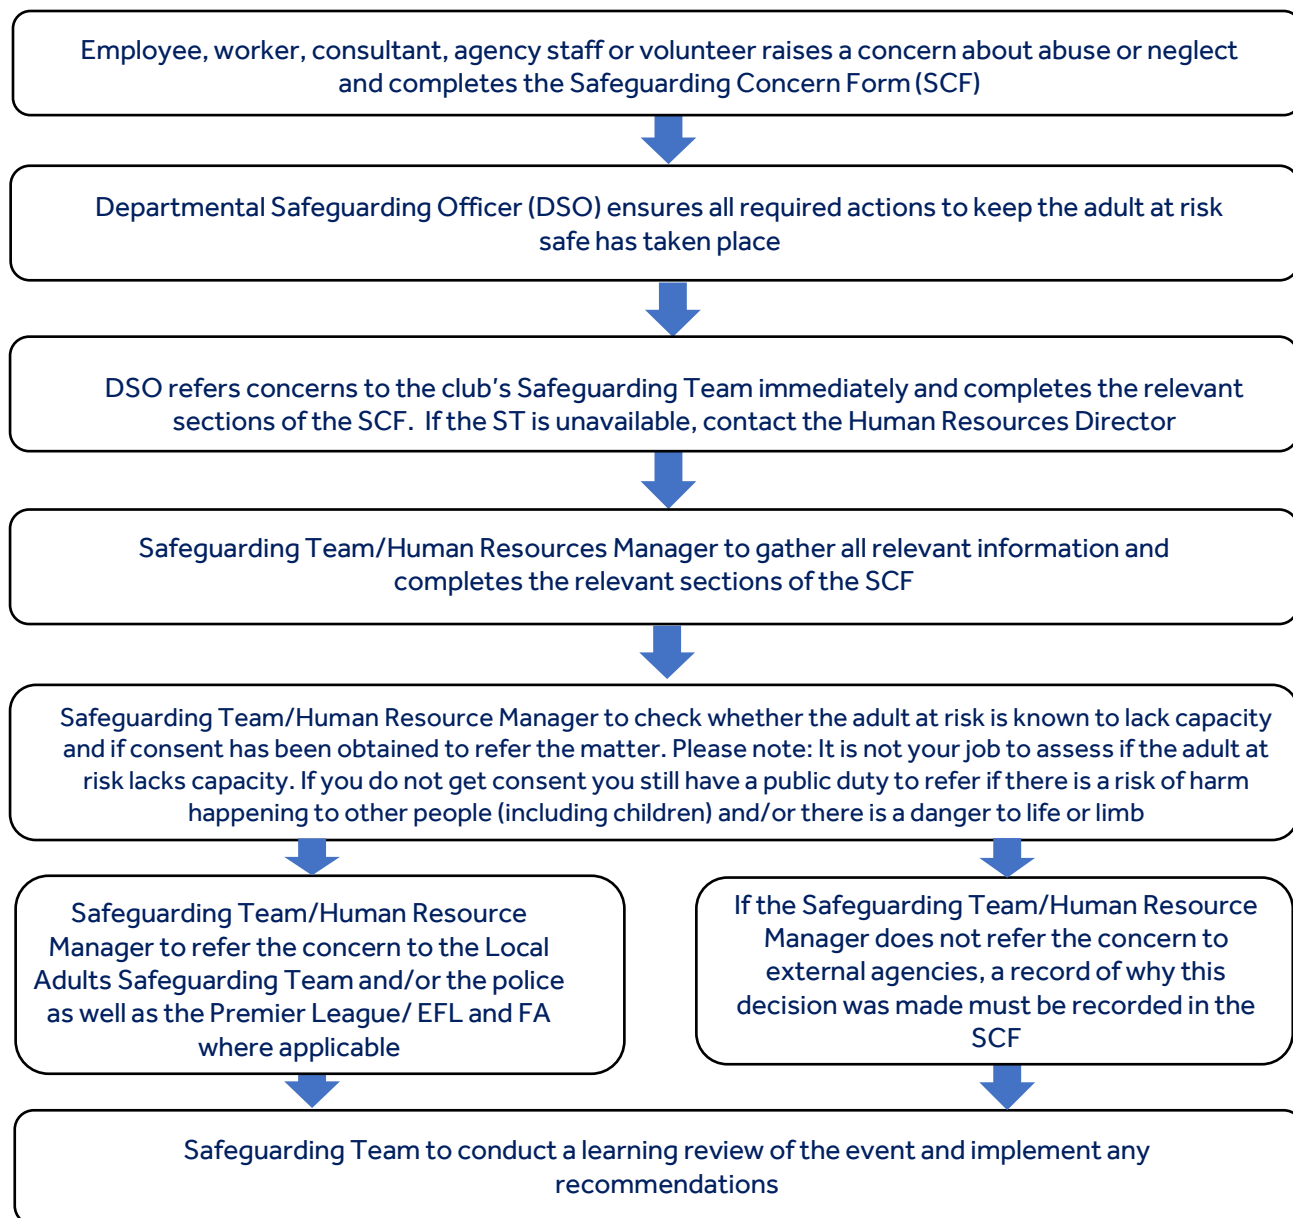 Employee, worker, consultant, agency staff or volunteer raises a concern about abuse or neglect
and completes the Safeguarding Concern Form (SCF)
Departmental Safeguarding Officer (DSO) ensures all required actions to keep the adult at risk
safe has taken place
DSO refers concerns to the club's Safeguarding Team immediately and completes the relevant
sections of the SCF. If the ST is unavailable, contact the Human Resources Director
Safeguarding Team/Human Resources Manager to gather all relevant information and
completes the relevant sections of the SCF
Safeguarding Team/Human Resource Manager to check whether the adult at risk is known to lack capacity
and if consent has been obtained to refer the matter. Please note: It is not your job to assess if the adult at
risk lacks capacity. If you do not get consent you still have a public duty to refer if there is a risk of harm
happening to other people (including children) and/or there is a danger to life or limb
Safeguarding Team/Human Resource
Manager to refer the concern to the Local
Adults Safeguarding Team and/or the police
as well as the Premier League/ EFL and FA
where applicable
If the Safeguarding Team/Human Resource
Manager does not refer the concern to
external agencies, a record of why this
decision was made must be recorded in the
SCF
Safeguarding Team to conduct a learning review of the event and implement any
recommendations